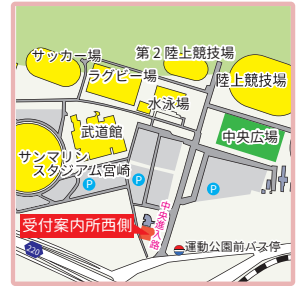 サッカー場
第2陸上競技場
ラグビー場
陸上競技場
水泳場
武道館
中央広場
サンマリン
スタジアム宮崎
P
P
P
中央進入路
受付案内所西側
220
運動公園前バス停